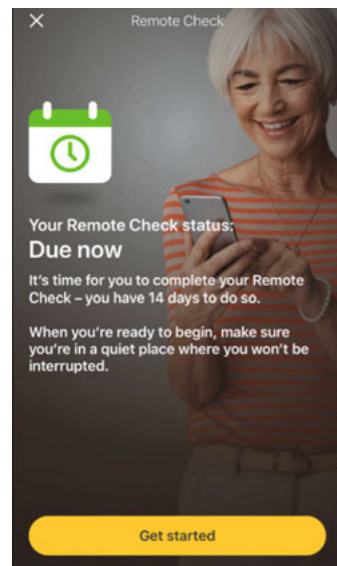 Remote Check
Your Remote Check status:
Due now
It's time for you to complete your Remote
Check – you have 14 days to do so.
When you're ready to begin, make sure
you're in a quiet place where you won't be
interrupted.
Get started